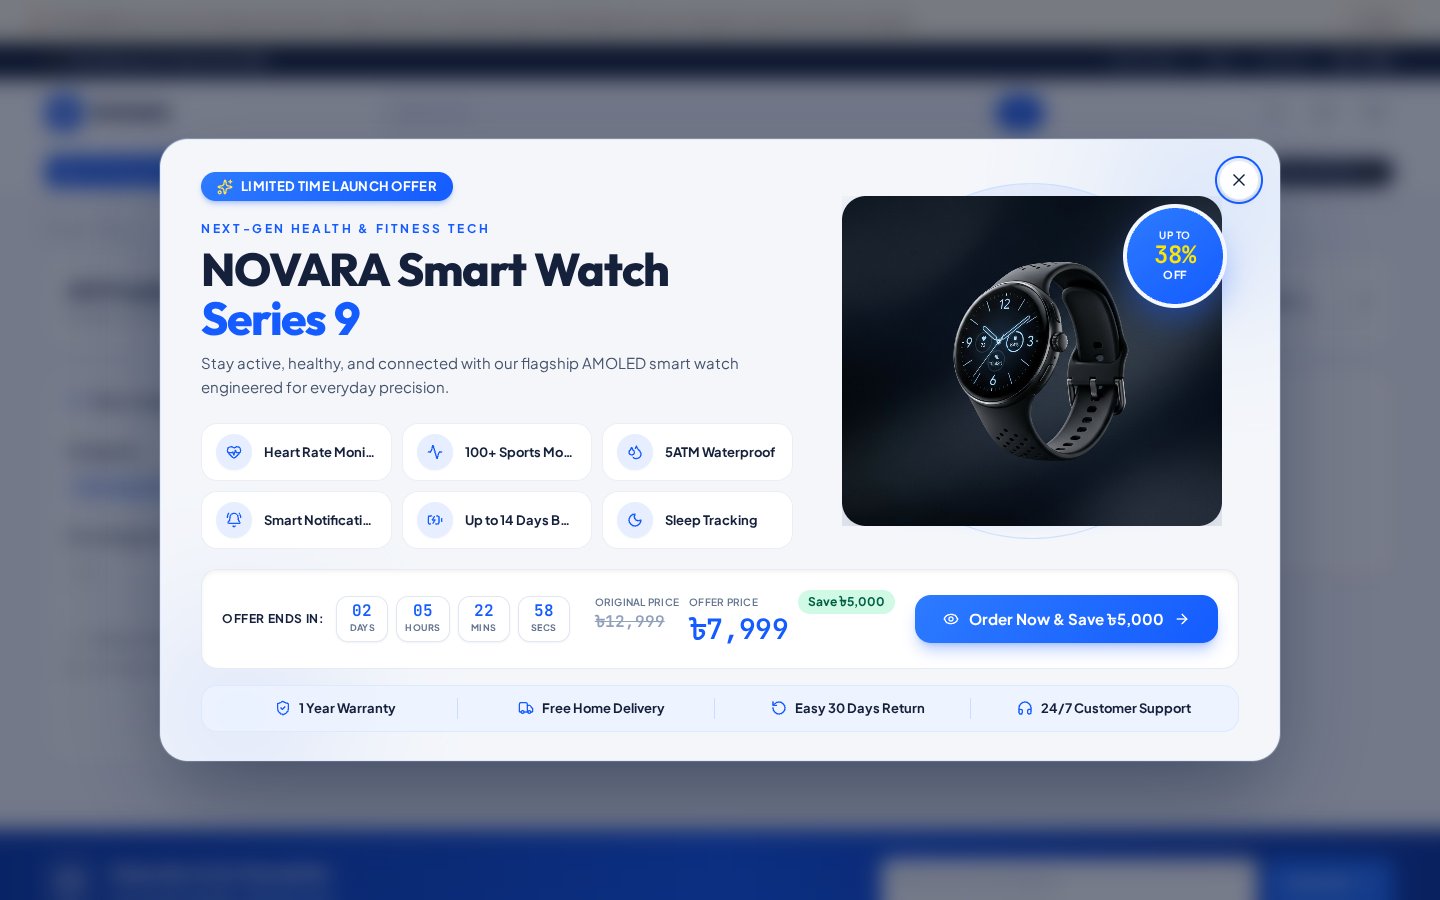 LIMITED TIME LAUNCH OFFER
NEXT-GEN HEALTH & FITNESS TECH
NOVARA Smart Watch
Series 9
Stay active, healthy, and connected with our flagship AMOLED smart watch
engineered for everyday precision.
Heart Rate Moni...
100+ Sports Mo...
5ATM Waterproof
Smart Notificati...
Up to 14 Days B...
Sleep Tracking
UP TO
38%
OFF
12
3
6
9
OFFER ENDS IN:
02
DAYS
05
HOURS
22
MINS
58
SECS
ORIGINAL PRICE
৳12,999
OFFER PRICE
৳7,999
Save ৳5,000
Order Now & Save ৳5,000
1 Year Warranty
Free Home Delivery
Easy 30 Days Return
24/7 Customer Support